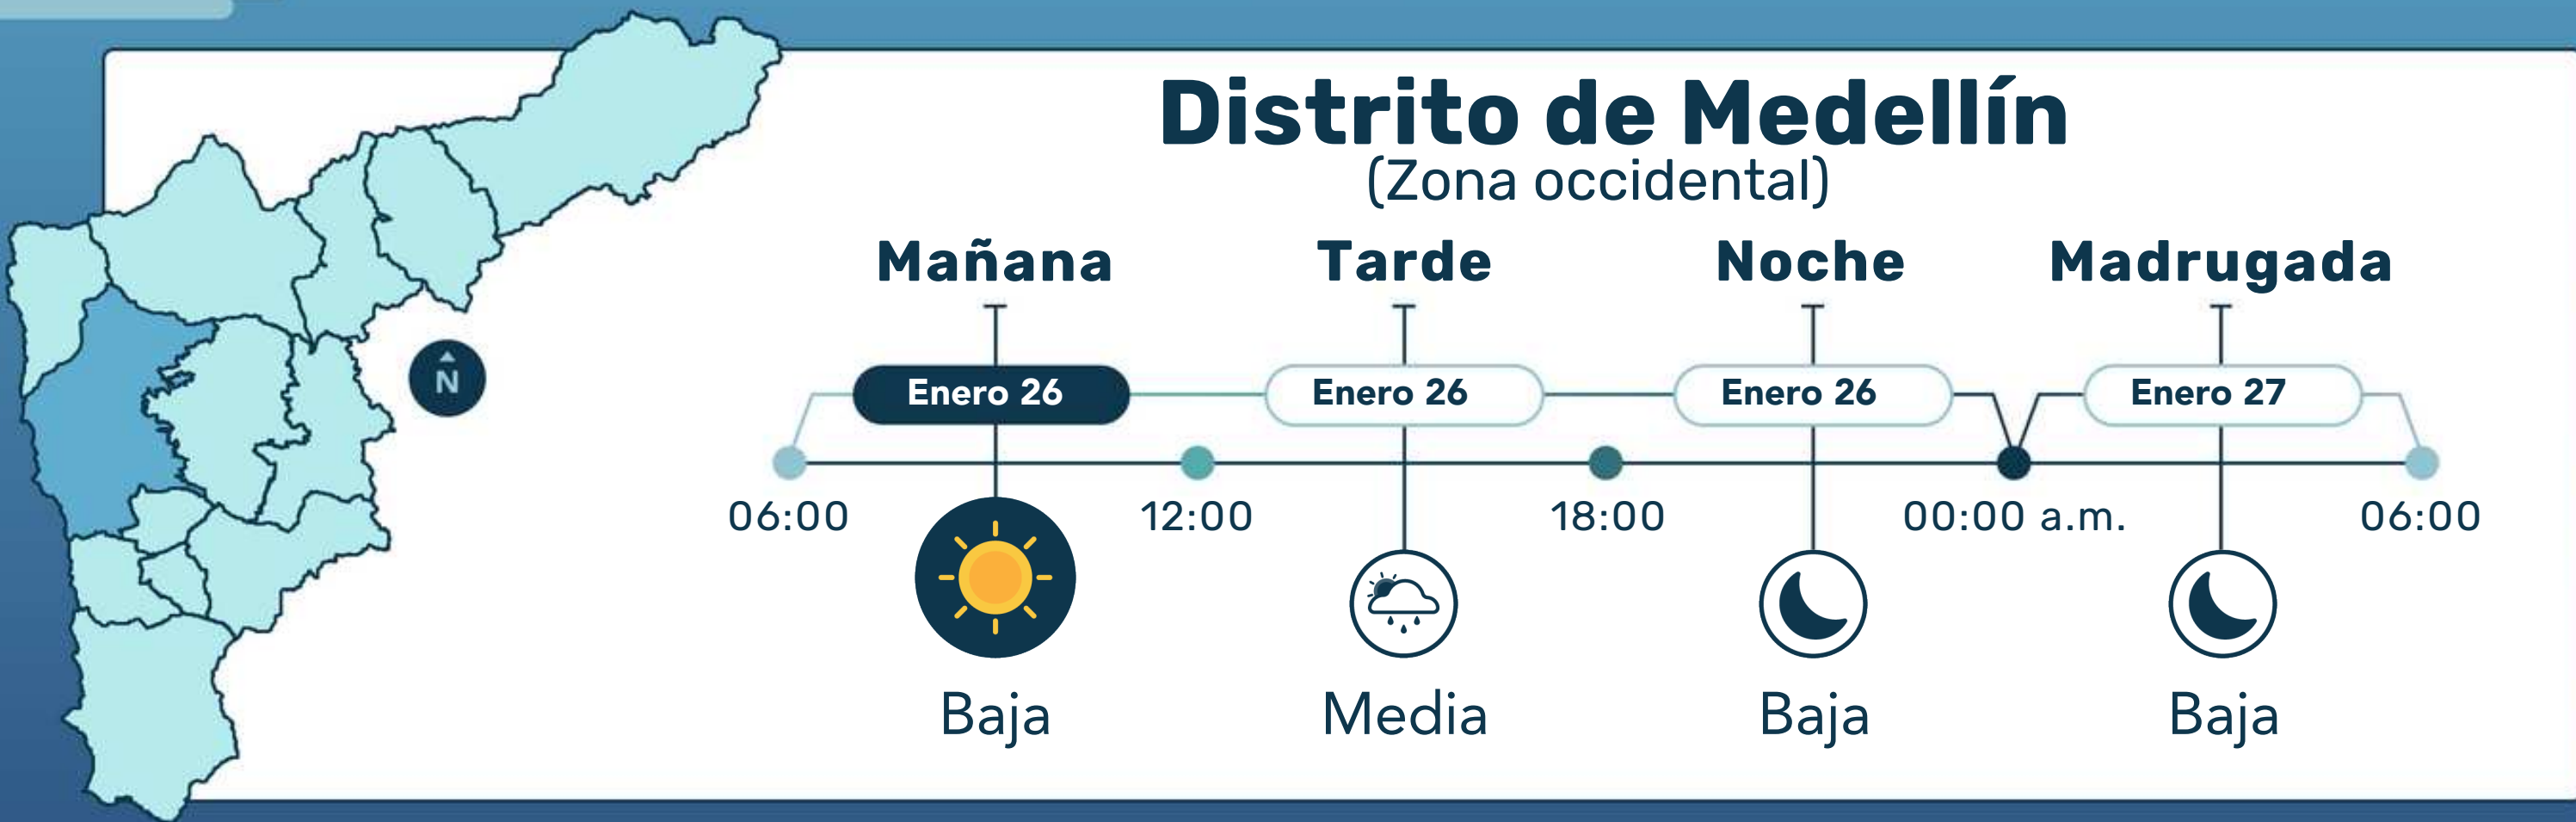 Distrito de Medellín
(Zona occidental)
Mañana Tarde Noche Madrugada
Enero 26 Enero 26 Enero 26 Enero 27
N
06:00 12:00 18:00 00:00 a.m. 06:00
Baja Media Baja Baja